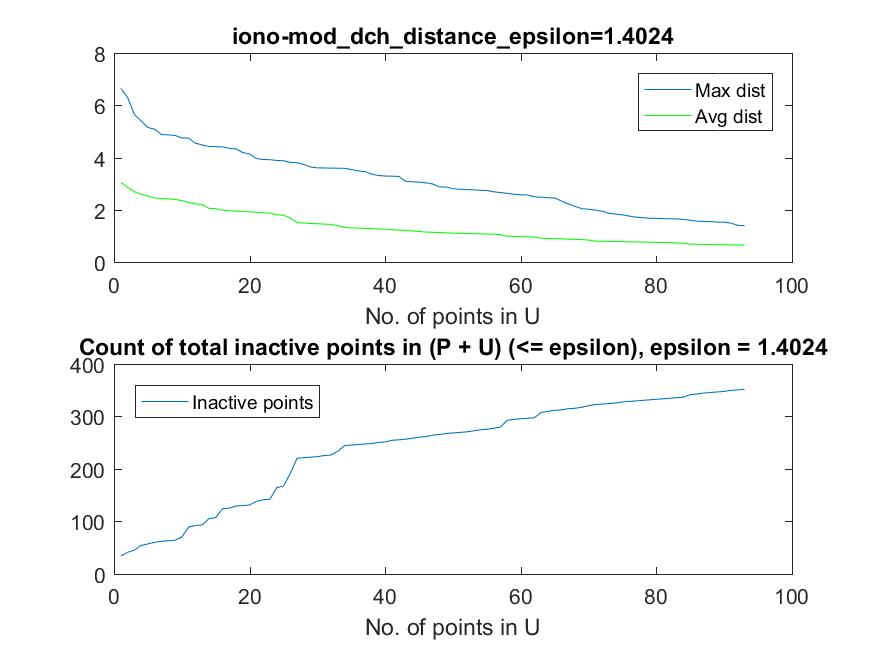 iono-mod_dch_distance_epsilon=1.4024
8
6
4
2
0
Max dist
Avg dist
0 20 40 60 80 100
No. of points in U
Count of total inactive points in (P + U) (<= epsilon), epsilon = 1.4024
400
300
200
100
0
Inactive points
0 20 40 60 80 100
No. of points in U